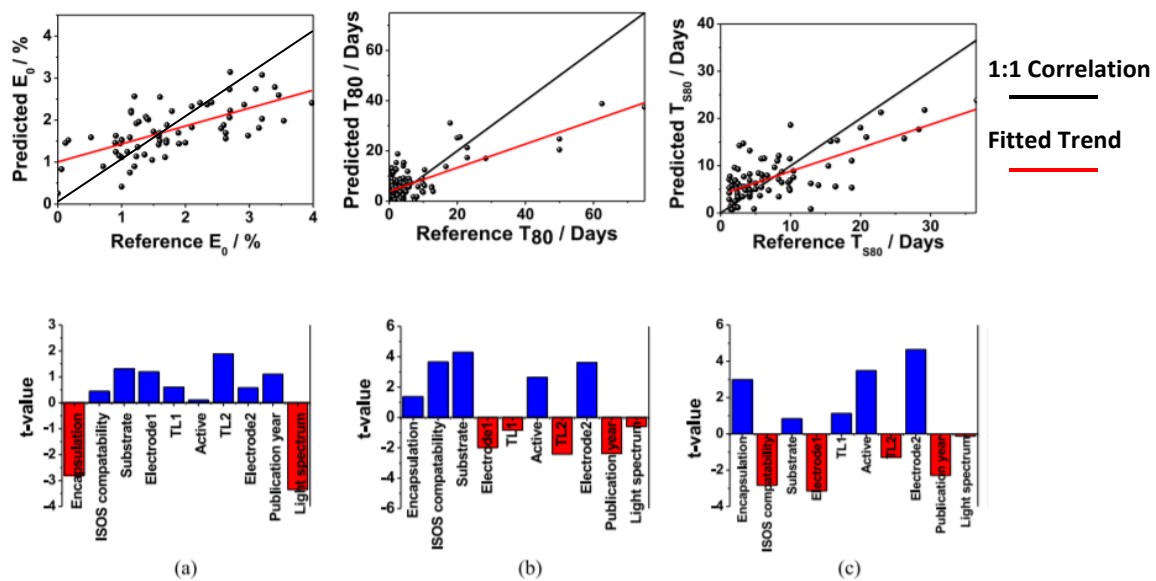 Predicted E0 / %
4
3
2
1
0
0 1 2 3 4
Reference E0 / %
Predicted T80 / Days
60
40
20
0
0 20 40 60
Reference T80 / Days
Predicted TS80 / Days
40
30
20
10
0
0 10 20 30
Reference TS80 / Days
1:1 Correlation
Fitted Trend
t-value
3
2
1
0
-1
-2
-3
-4
Encapsulation
ISOS compatability
Substrate
Electrode1
TL1
Active
TL2
Electrode2
Publication year
Light spectrum
(a)
t-value
6
4
2
0
-2
-4
-6
Encapsulation
ISOS compatability
Substrate
Electrode1
TL1
Active
TL2
Electrode2
Publication year
Light spectrum
(b)
t-value
6
4
2
0
-2
-4
Encapsulation
ISOS compatability
Substrate
Electrode1
TL1
Active
TL2
Electrode2
Publication year
Light spectrum
(c)